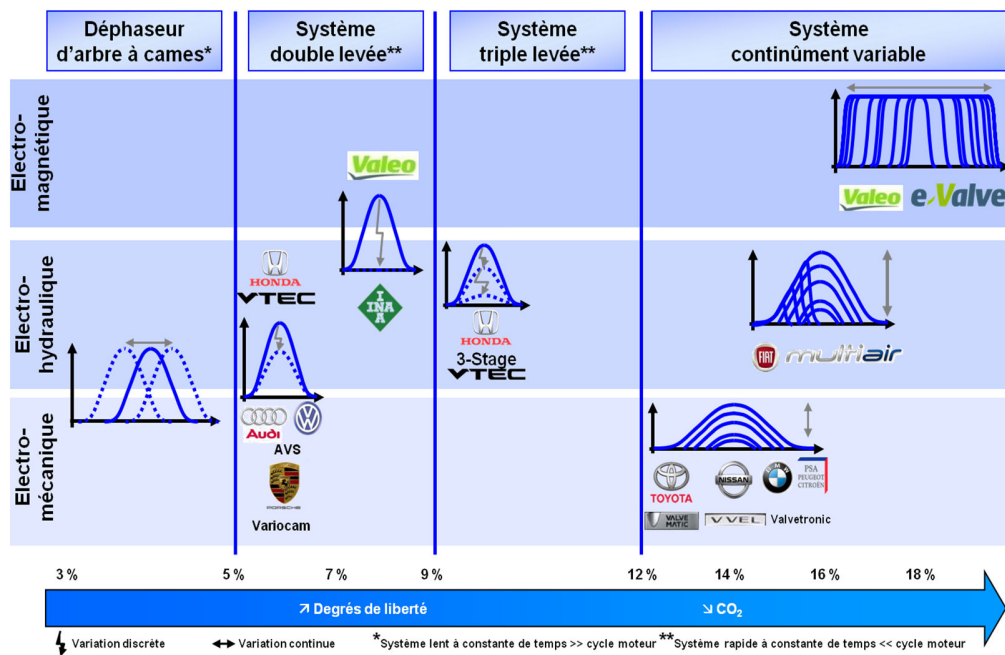 Déphaseur
d'arbre à cames*
Système
double levée**
Système
triple levée**
Système
continûment variable
Electro-
magnétique
Valeo
Valeo e-Valve
Electro-
hydraulique
HONDA
VTEC
INA
HONDA
3-Stage
VTEC
FIAT multiair
Electro-
mécanique
Audi
AVS
PORSCHE
Variocam
TOYOTA
NISSAN
BMW
PSA
PEUGEOT
CITROËN
VALVE
MATIC
VVEL
Valvetronic
3 % 5 % 7 % 9 % 12 % 14 % 16 % 18 %
↗ Degrés de liberté ↘ CO₂
Variation discrète Variation continue *Système lent à constante de temps >> cycle moteur **Système rapide à constante de temps << cycle moteur